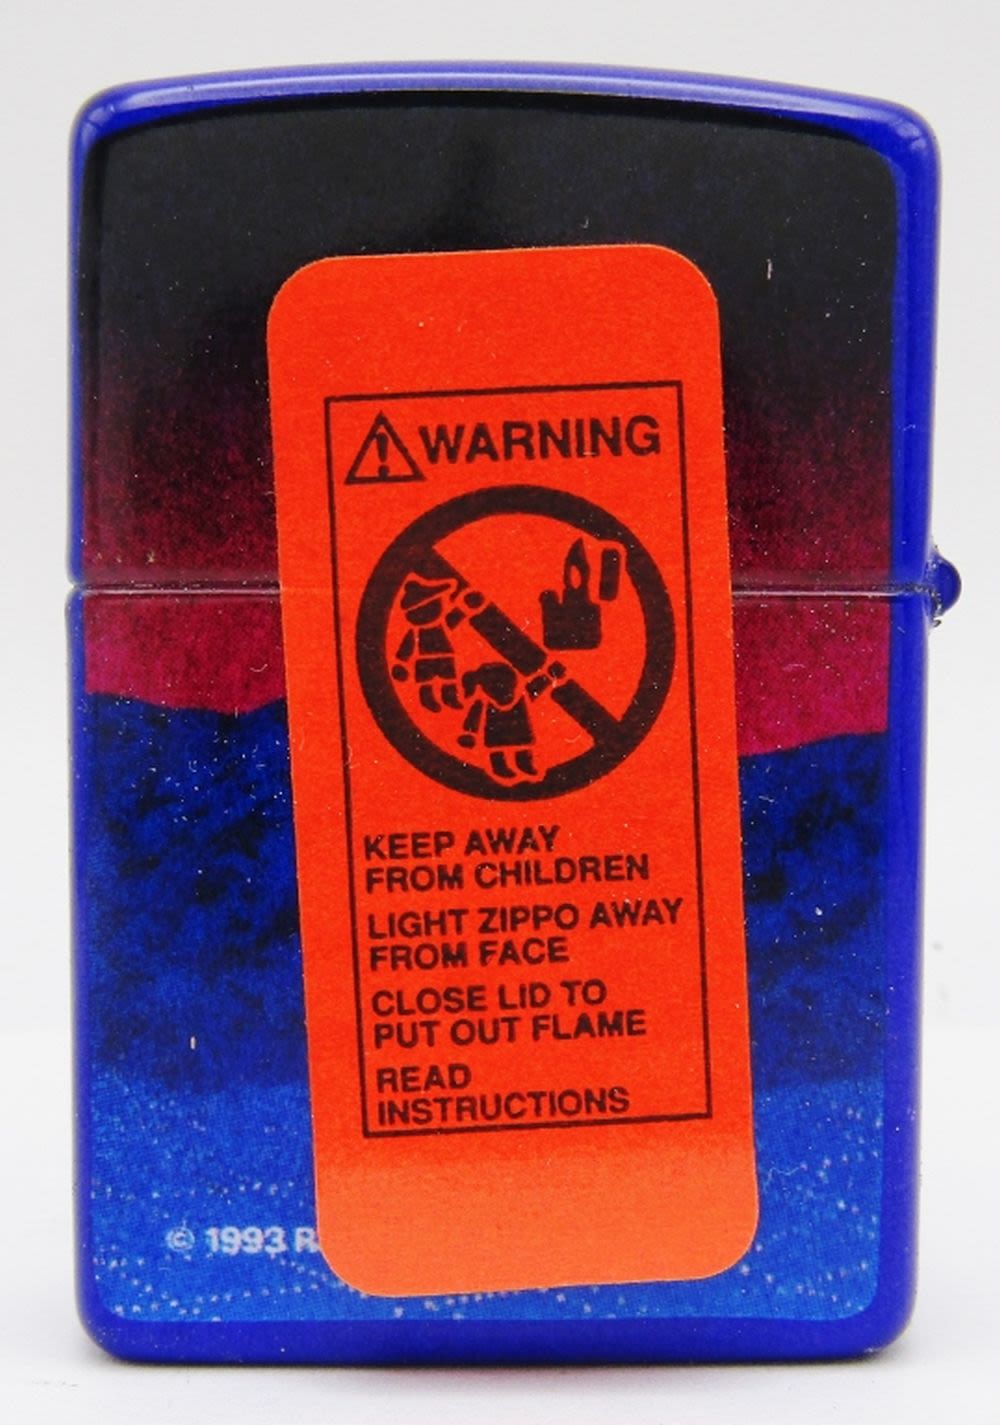 WARNING
KEEP AWAY
FROM CHILDREN
LIGHT ZIPPO AWAY
FROM FACE
CLOSE LID TO
PUT OUT FLAME
READ
INSTRUCTIONS
© 1993